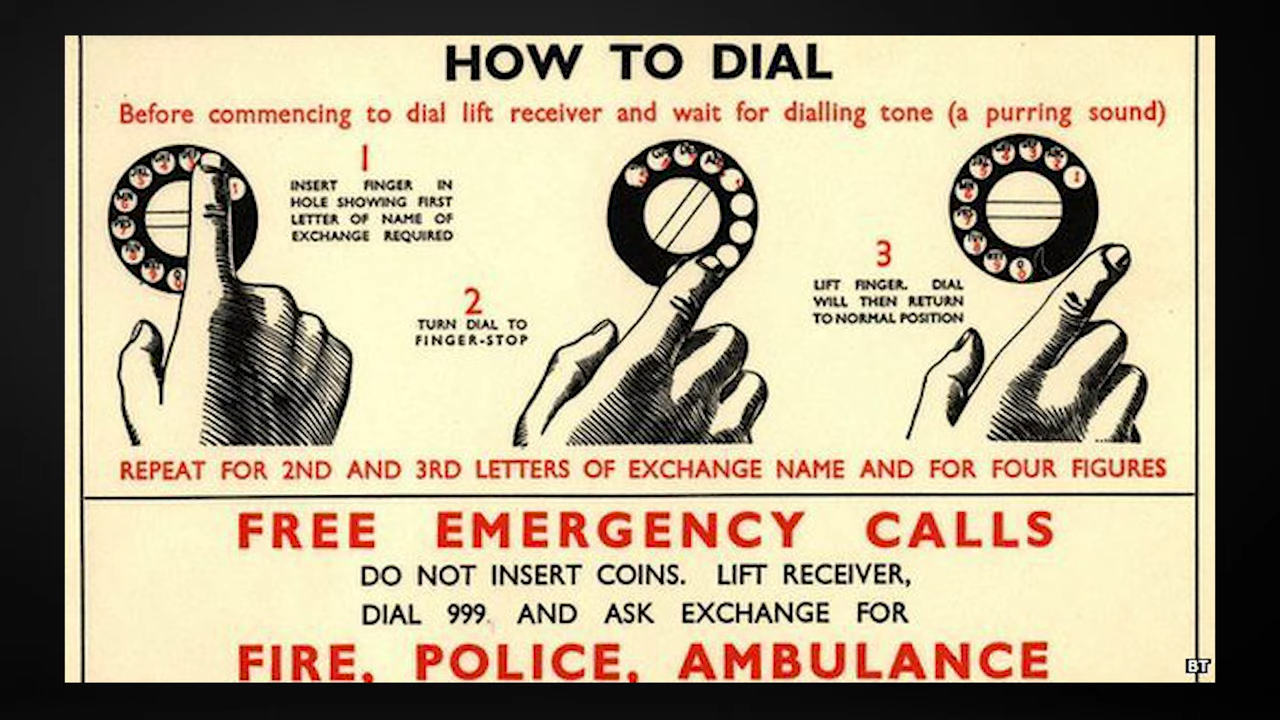 HOW TO DIAL
Before commencing to dial lift receiver and wait for dialling tone (a purring sound)
1
INSERT FINGER IN
HOLE SHOWING FIRST
LETTER OF NAME OF
EXCHANGE REQUIRED
2
TURN DIAL TO
FINGER-STOP
3
LIFT FINGER. DIAL
WILL THEN RETURN
TO NORMAL POSITION
REPEAT FOR 2ND AND 3RD LETTERS OF EXCHANGE NAME AND FOR FOUR FIGURES
FREE EMERGENCY CALLS
DO NOT INSERT COINS. LIFT RECEIVER,
DIAL 999 AND ASK EXCHANGE FOR
FIRE, POLICE, AMBULANCE
BT